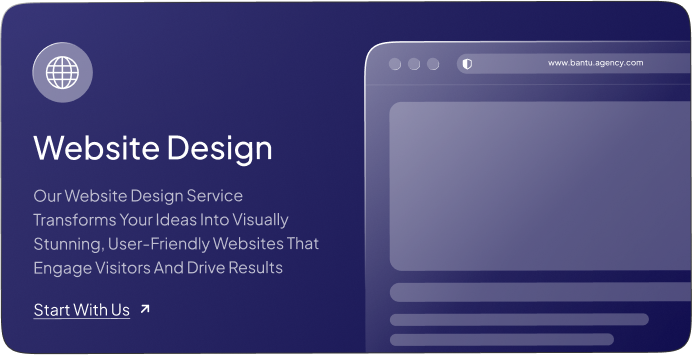 Website Design
Our Website Design Service
Transforms Your Ideas Into Visually
Stunning, User-Friendly Websites That
Engage Visitors And Drive Results
Start With Us
www.bantu.agency.com